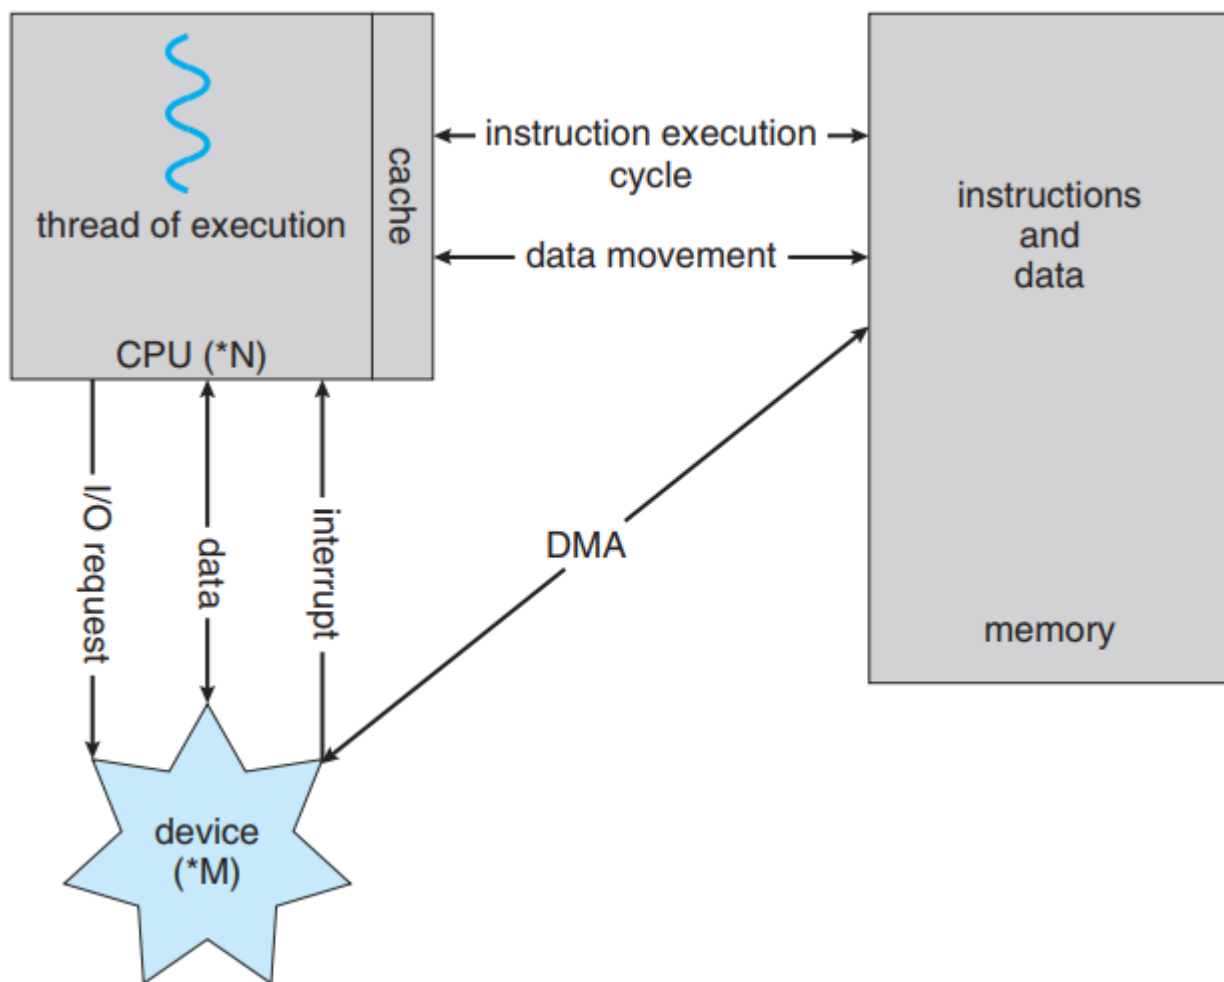 thread of execution
CPU (*N)
cache
instruction execution
cycle
data movement
instructions
and
data
memory
I/O request
data
interrupt
DMA
device
(*M)